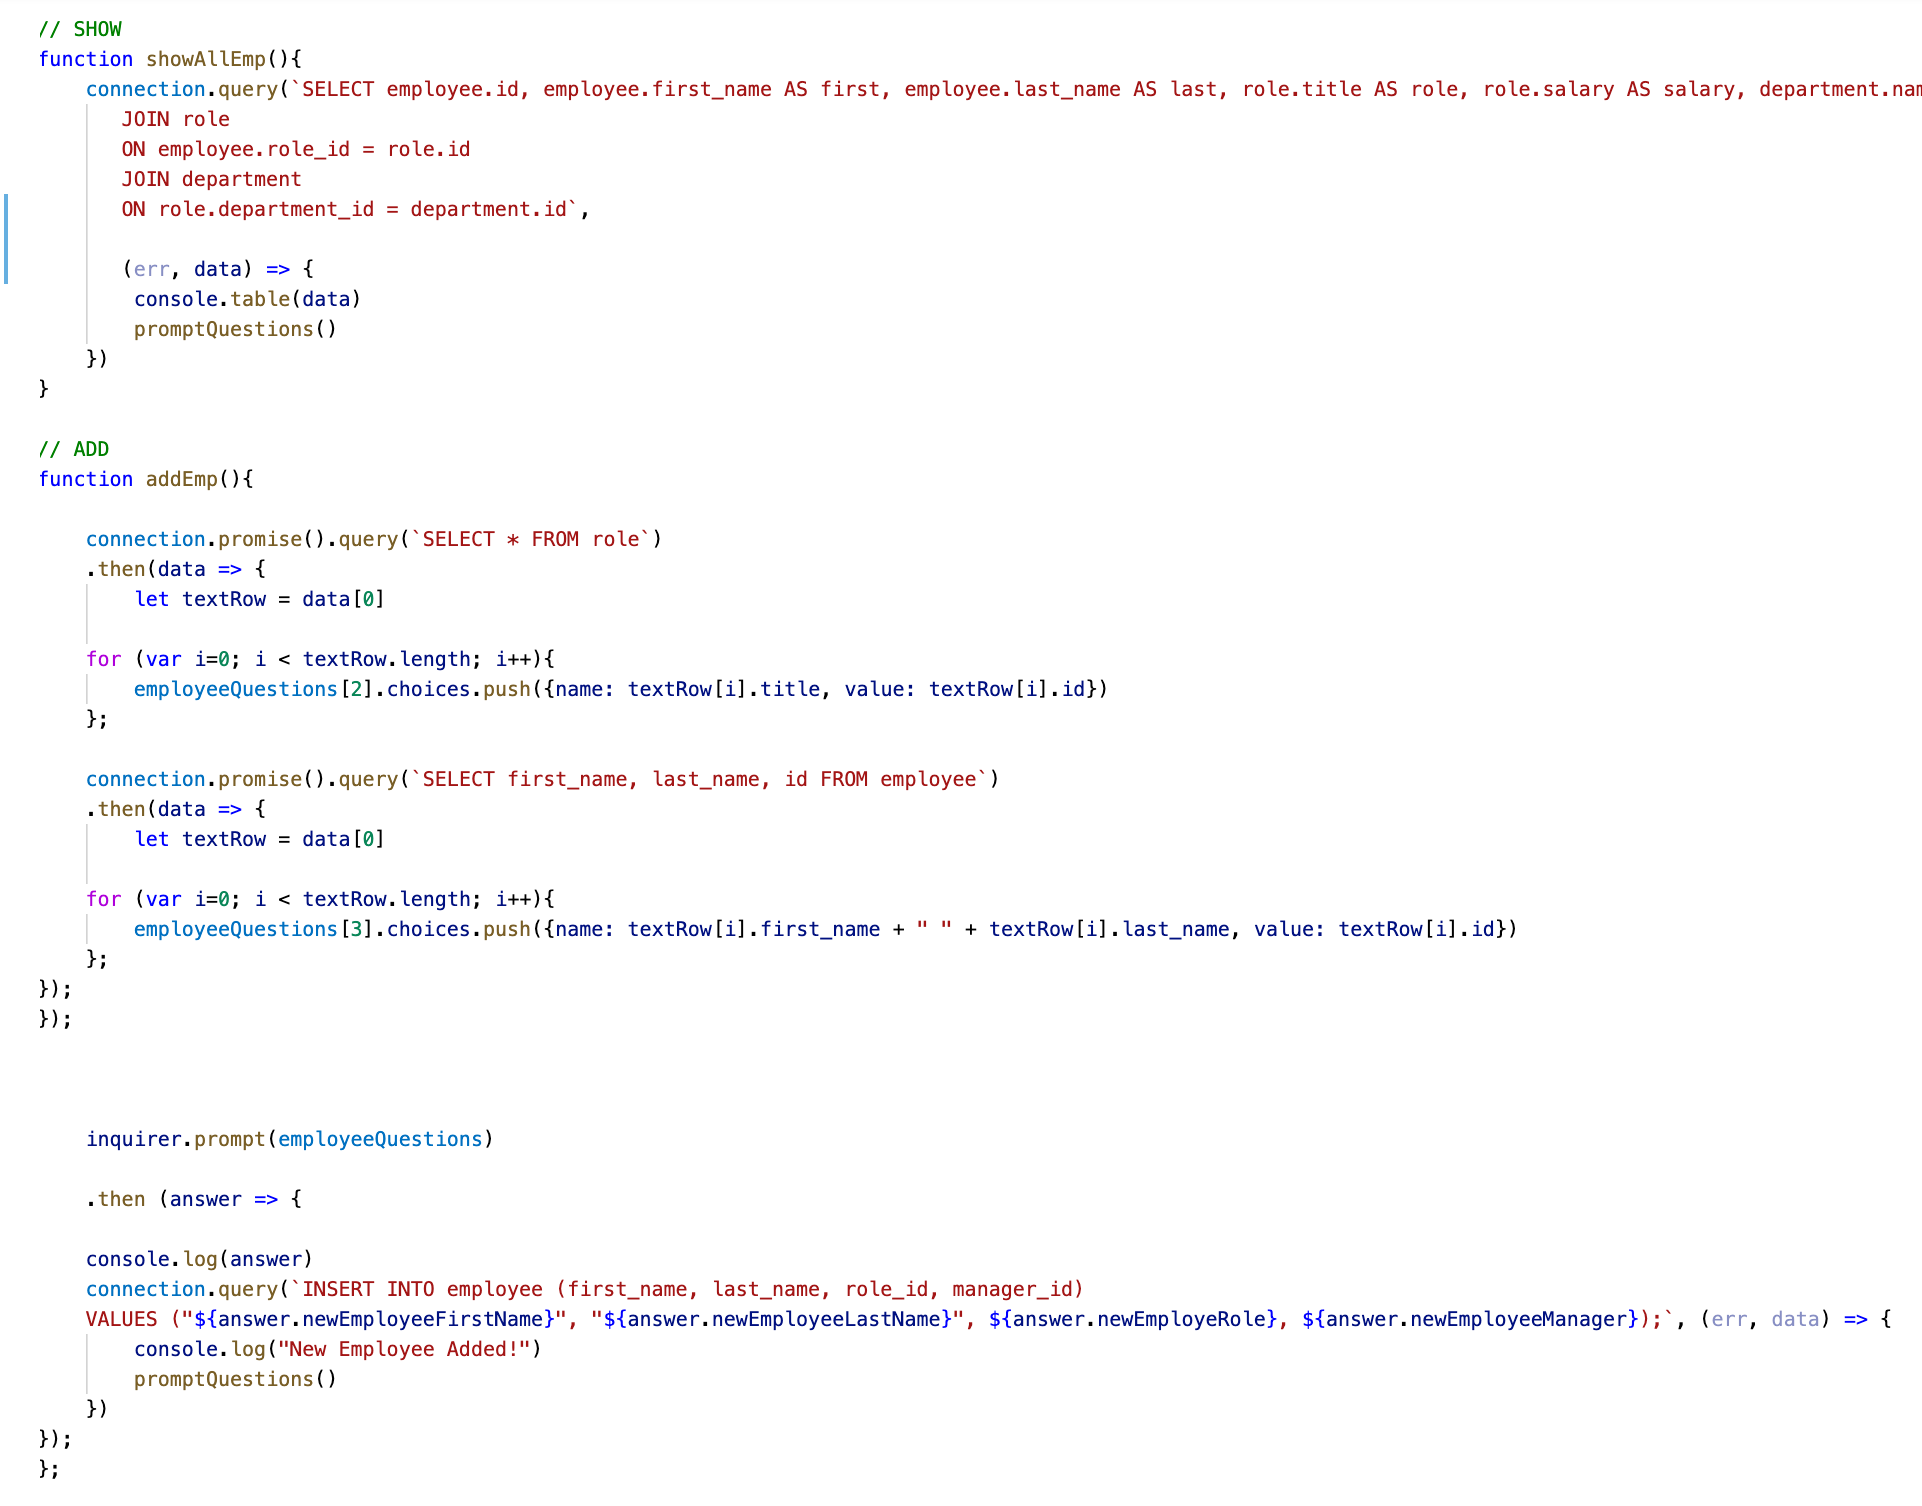 // SHOW
function showAllEmp(){
    connection.query(`SELECT employee.id, employee.first_name AS first, employee.last_name AS last, role.title AS role, role.salary AS salary,
       JOIN role
       ON employee.role_id = role.id
       JOIN department
       ON role.department_id = department.id`,

       (err, data) => {
        console.table(data)
        promptQuestions()
    })
}

// ADD
function addEmp(){

    connection.promise().query(`SELECT * FROM role`)
    .then(data => {
        let textRow = data[0]

    for (var i=0; i < textRow.length; i++){
        employeeQuestions[2].choices.push({name: textRow[i].title, value: textRow[i].id})
    };

    connection.promise().query(`SELECT first_name, last_name, id FROM employee`)
    .then(data => {
        let textRow = data[0]

    for (var i=0; i < textRow.length; i++){
        employeeQuestions[3].choices.push({name: textRow[i].first_name + " " + textRow[i].last_name, value: textRow[i].id})
    };
});
});

    inquirer.prompt(employeeQuestions)

    .then (answer => {

    console.log(answer)
    connection.query(`INSERT INTO employee (first_name, last_name, role_id, manager_id)
    VALUES ("${answer.newEmployeeFirstName}", "${answer.newEmployeeLastName}", ${answer.newEmployeRole}, ${answer.newEmployeeManager});`, (err, data) => {
        console.log("New Employee Added!")
        promptQuestions()
    })
});
};